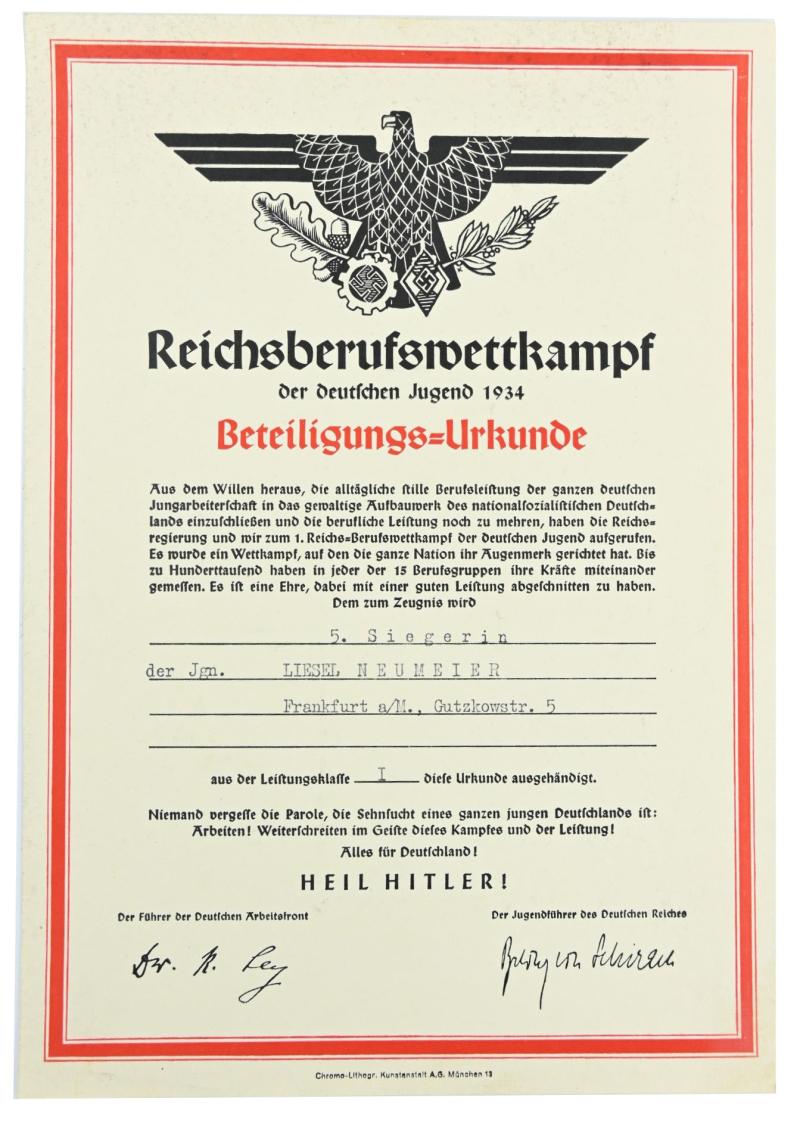 Reichsberufswettkampf
der deutſchen Jugend 1934
Beteiligungs=Urkunde
Aus dem Willen heraus, die alltägliche ſtille Berufsleiſtung der ganzen deutſchen
Jungarbeiterſchaft in das gewaltige Aufbauwerk des nationalſozialiſtiſchen Deutſch=
lands einzuſchließen und die berufliche Leiſtung noch zu mehren, haben die Reichs=
regierung und wir zum 1. Reichs=Berufswettkampf der deutſchen Jugend aufgerufen.
Es wurde ein Wettkampf, auf den die ganze Nation ihr Augenmerk gerichtet hat. Bis
zu Hunderttauſend haben in jeder der 15 Berufsgruppen ihre Kräfte miteinander
gemeſſen. Es iſt eine Ehre, dabei mit einer guten Leiſtung abgeſchnitten zu haben.
Dem zum Zeugnis wird
5. Siegerin
der Jgn. LIESEL NEUMEIER
Frankfurt a/M., Gutzkowstr. 5
aus der Leiſtungsklaſſe I dieſe Urkunde ausgehändigt.
Niemand vergeſſe die Parole, die Sehnſucht eines ganzen jungen Deutſchlands iſt:
Arbeiten! Weiterſchreiten im Geiſte dieſes Kampfes und der Leiſtung!
Alles für Deutſchland!
HEIL HITLER!
Der Führer der Deutſchen Arbeitsfront
Der Jugendführer des Deutſchen Reiches
Dr. R. Ley
Baldur von Schirach
Chromo-Lithogr. Kunstanstalt A.G. München 13